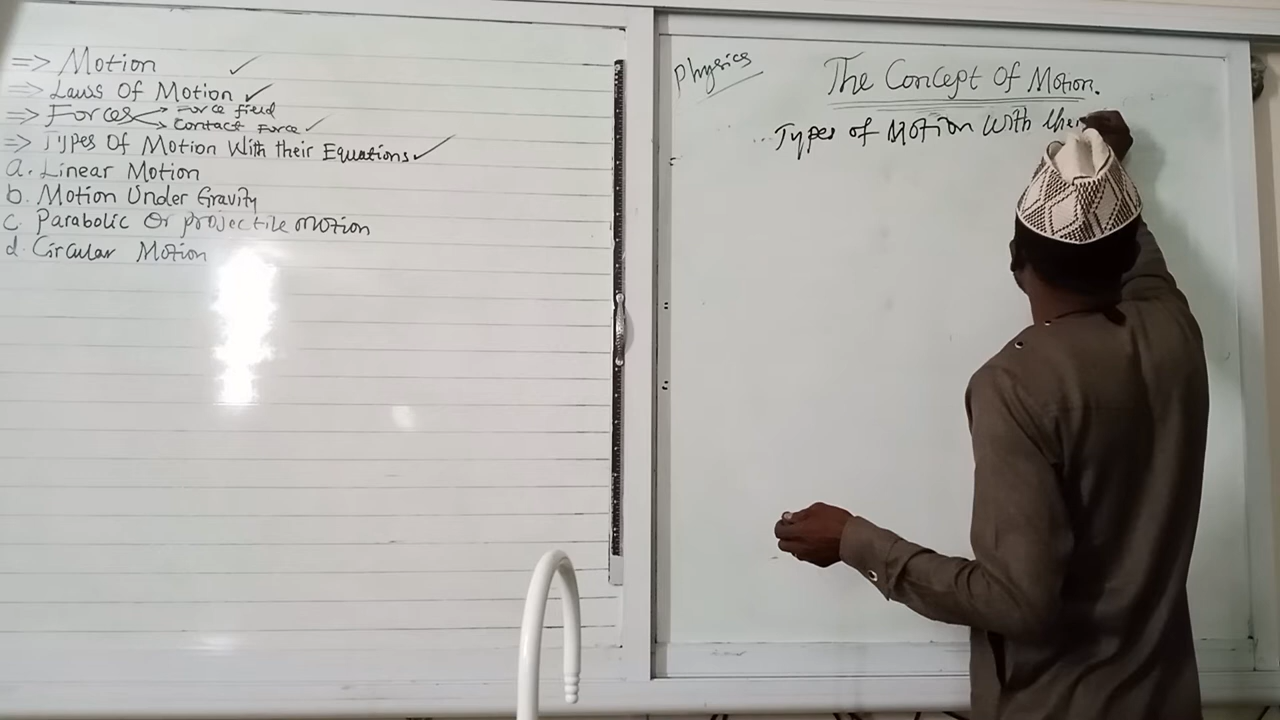 => Motion ✓
=> Laws Of Motion ✓
=> Forces → Force field
→ Contact Force ✓
=> Types Of Motion With their Equations ✓
a. Linear Motion
b. Motion Under Gravity
c. Parabolic Or projectile motion
d. Circular Motion
Physics
The Concept Of Motion.
Types of Motion With